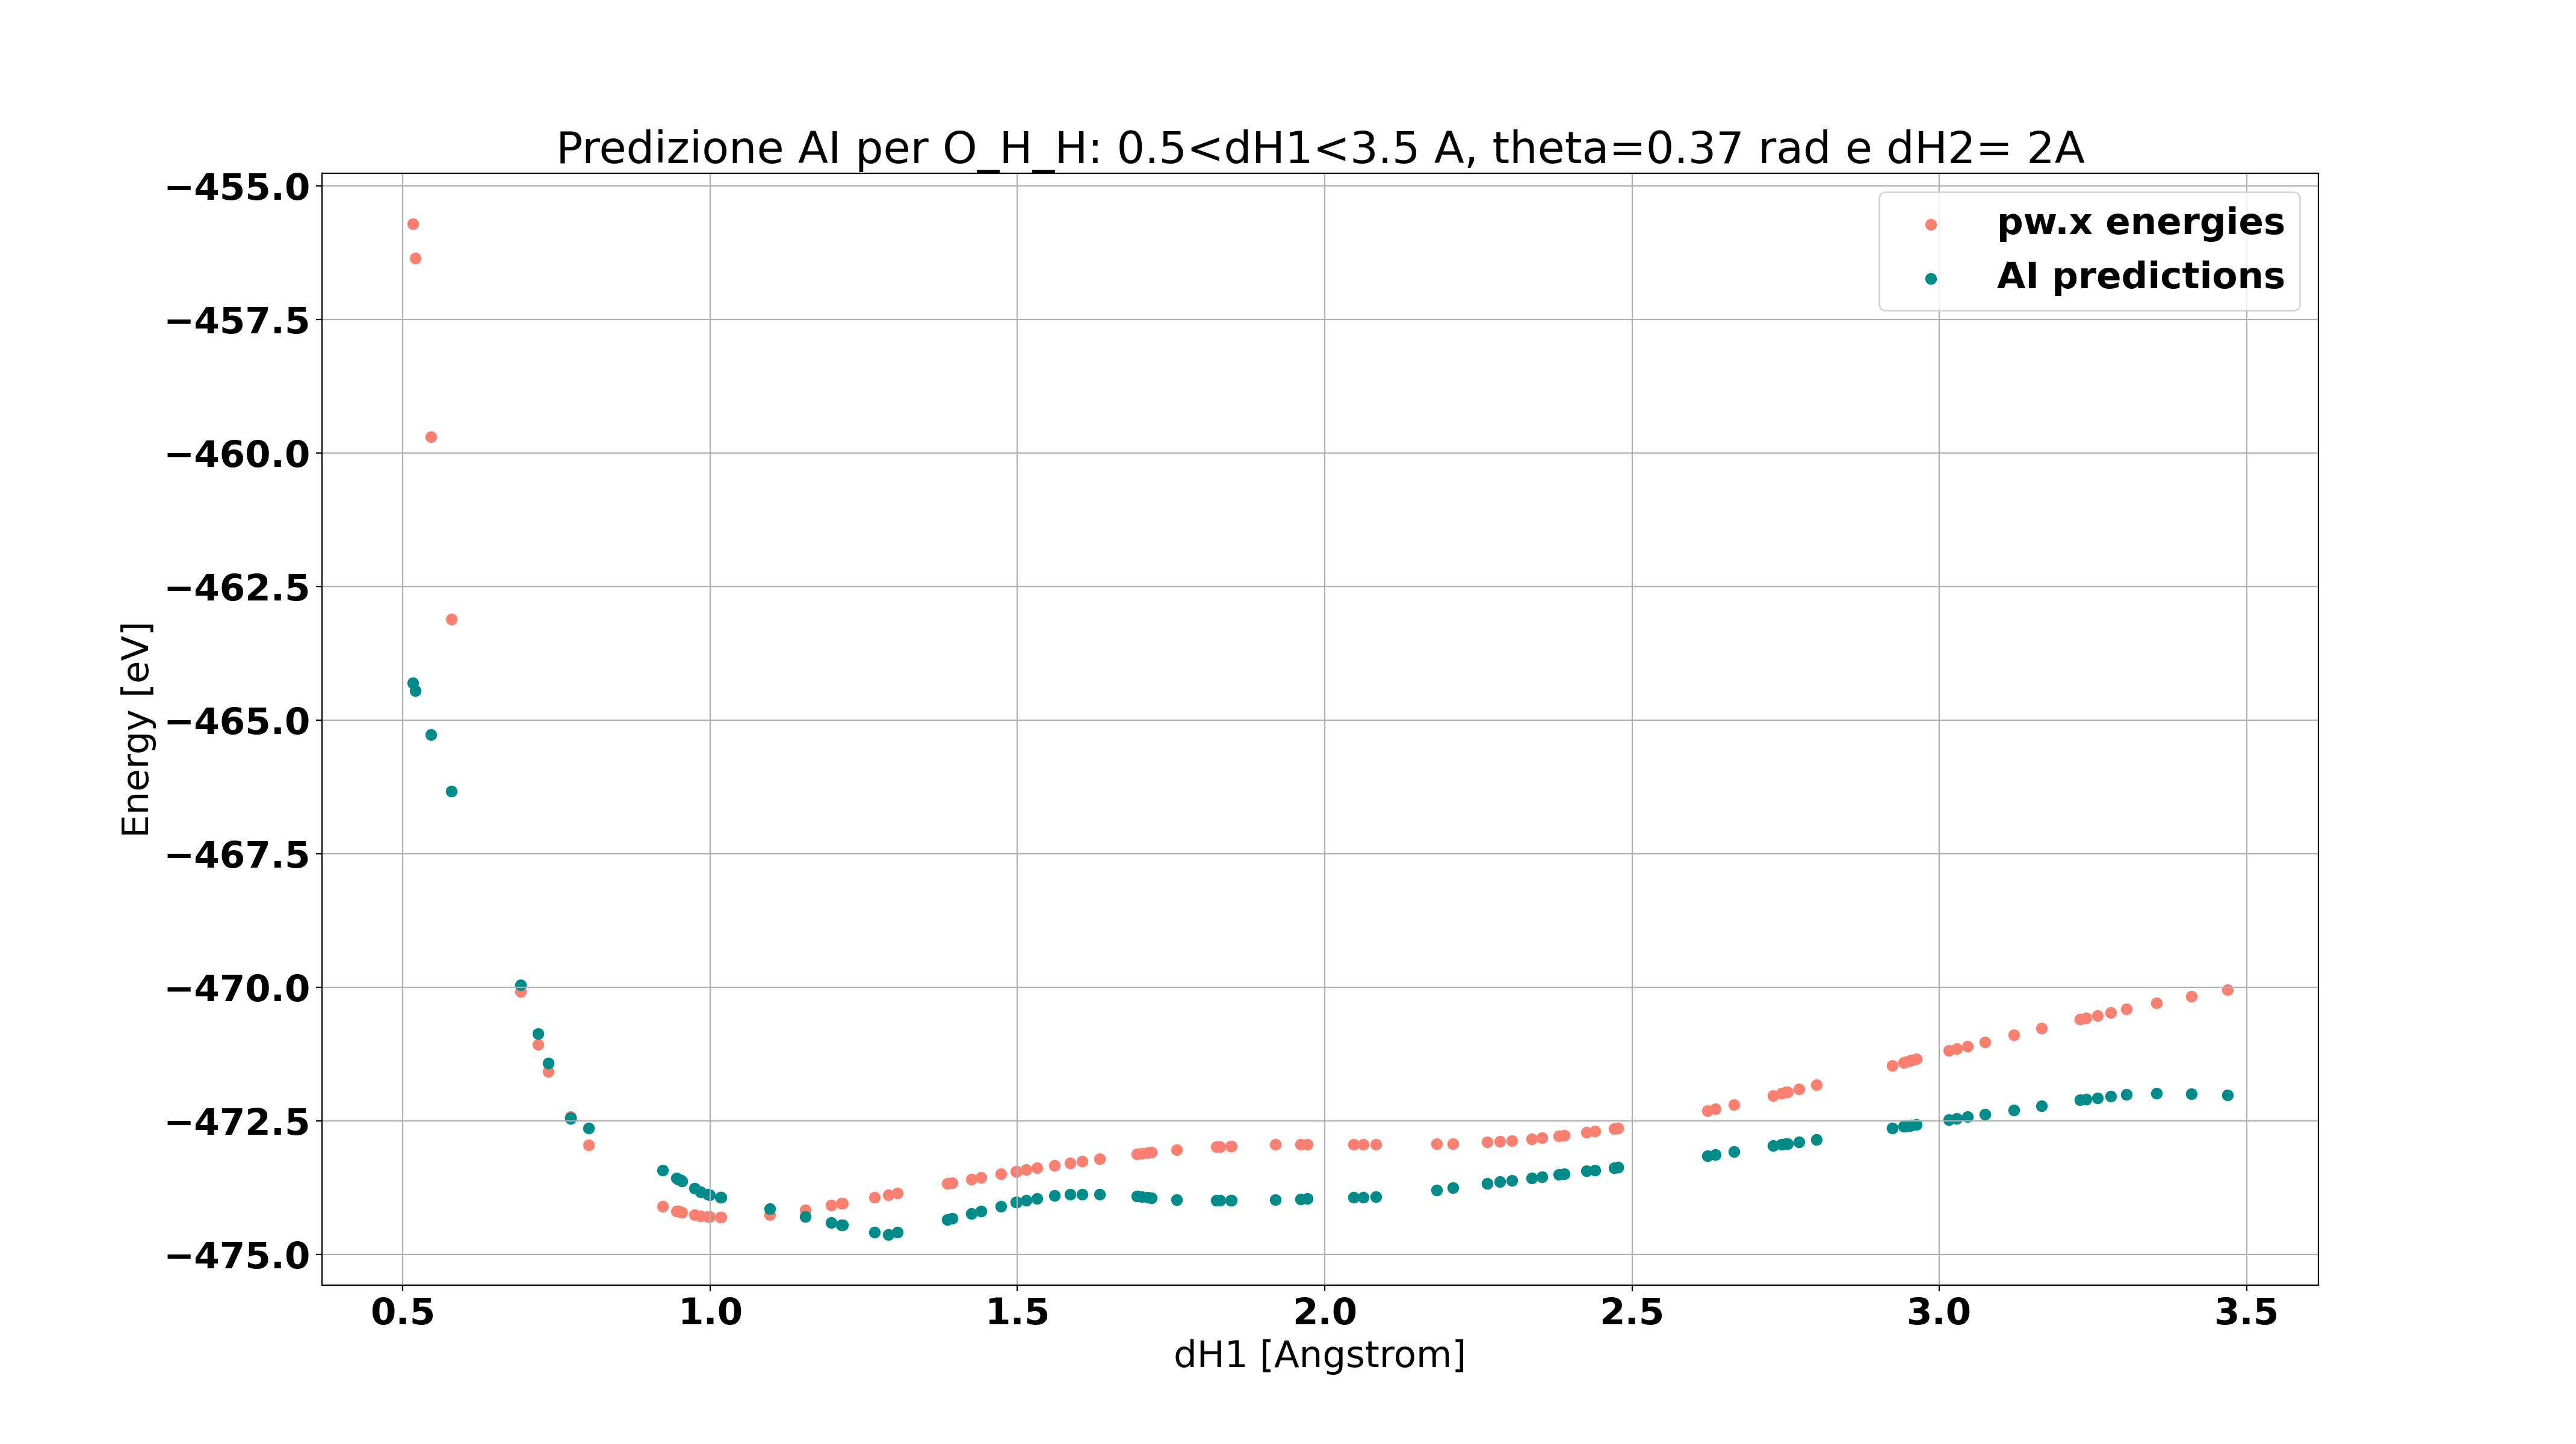 Predizione AI per O_H_H: 0.5<dH1<3.5 A, theta=0.37 rad e dH2= 2A
pw.x energies
AI predictions
Energy [eV]
−455.0
−457.5
−460.0
−462.5
−465.0
−467.5
−470.0
−472.5
−475.0
0.5 1.0 1.5 2.0 2.5 3.0 3.5
dH1 [Angstrom]